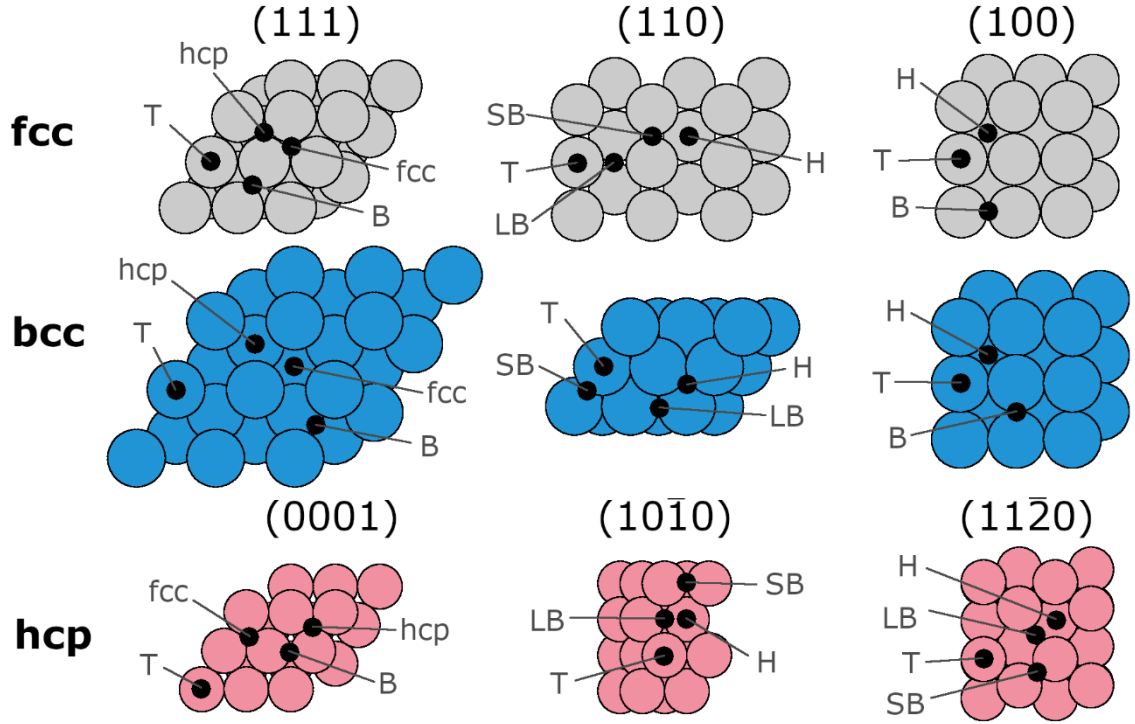 (111) (110) (100)
fcc
hcp
T
fcc
B
SB
T
LB
H
H
T
B
bcc
hcp
T
fcc
B
T
SB
H
LB
H
T
B
(0001) (101̅0) (112̅0)
hcp
fcc
T
hcp
B
SB
LB
T
H
H
LB
T
SB